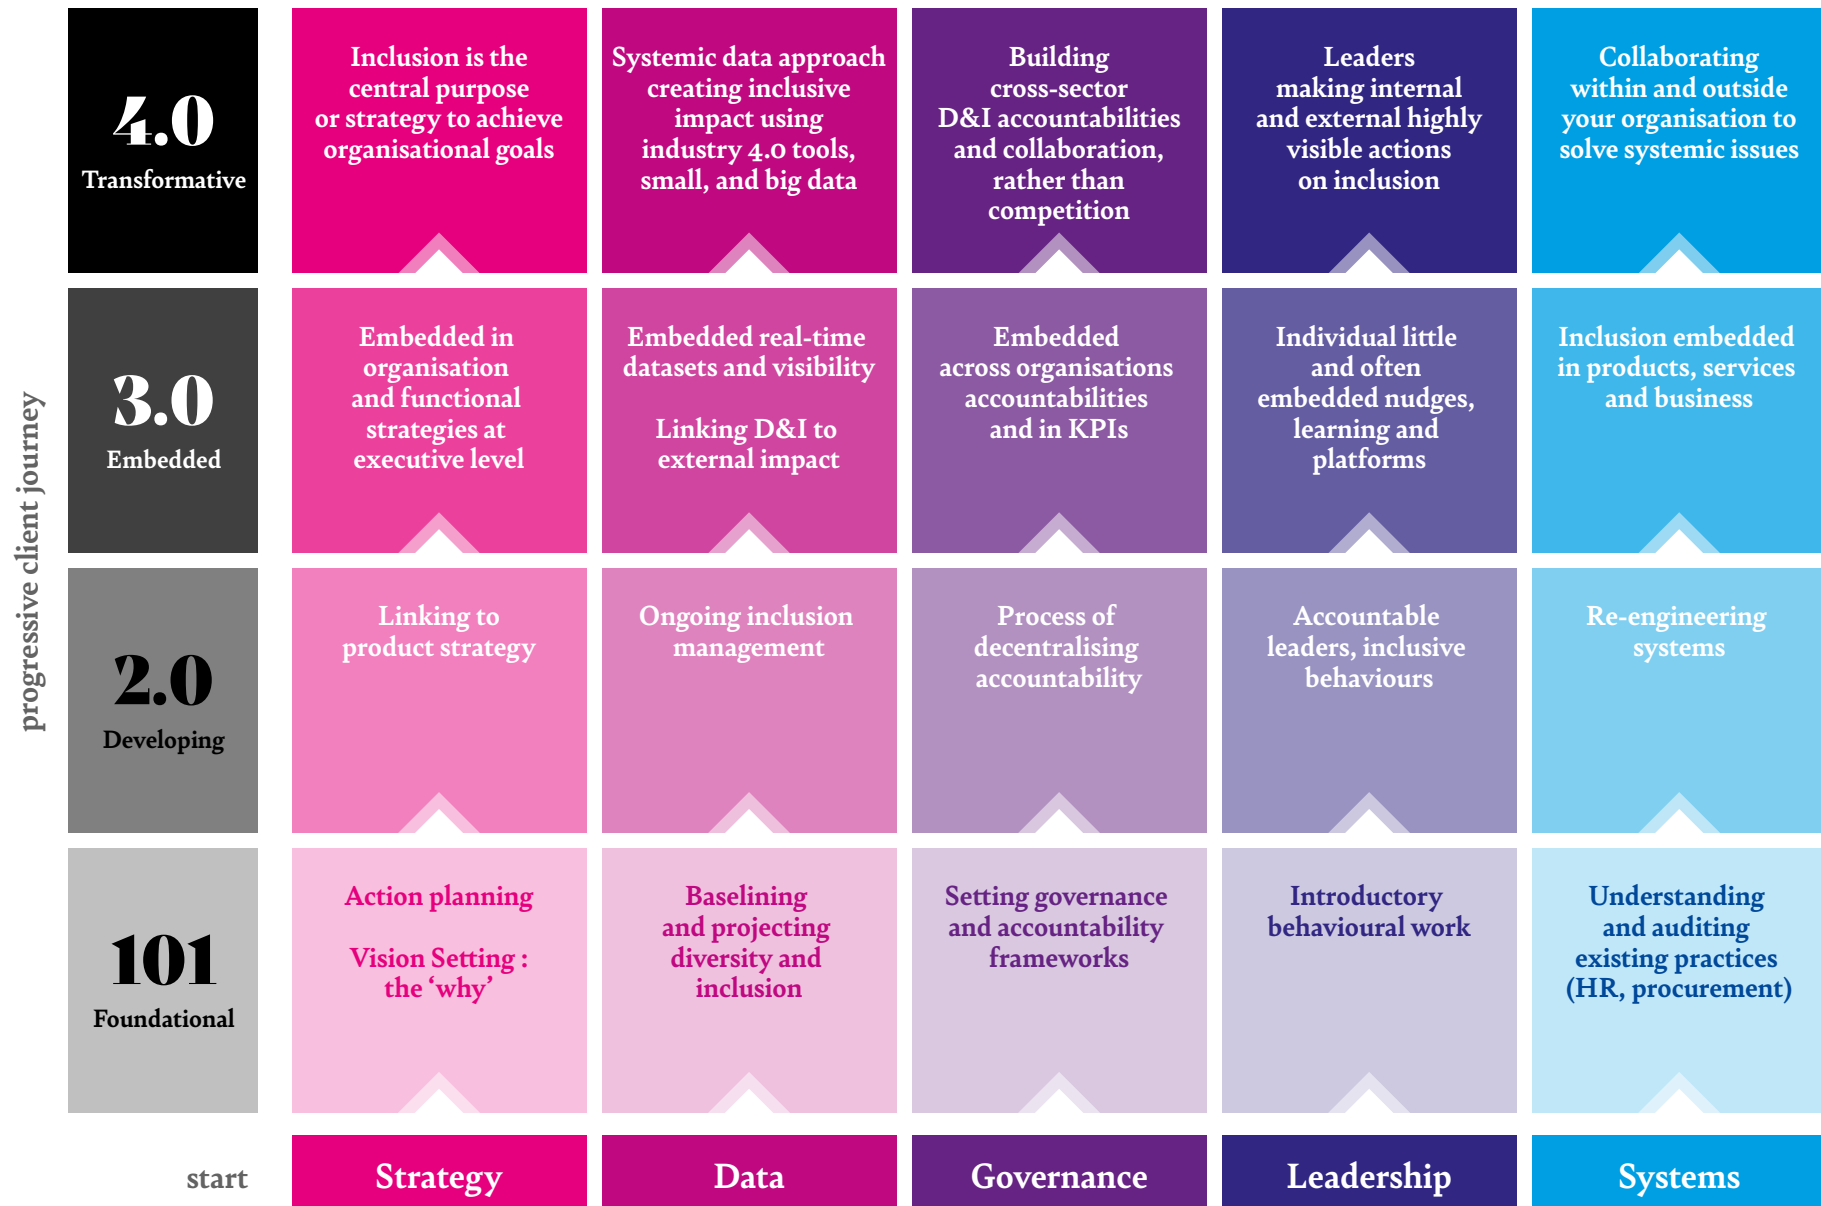 progressive client journey
4.0
Transformative
Inclusion is the
central purpose
or strategy to achieve
organisational goals
Systemic data approach
creating inclusive
impact using
industry 4.0 tools,
small, and big data
Building
cross-sector
D&I accountabilities
and collaboration,
rather than
competition
Leaders
making internal
and external highly
visible actions
on inclusion
Collaborating
within and outside
your organisation to
solve systemic issues
3.0
Embedded
Embedded in
organisation
and functional
strategies at
executive level
Embedded real-time
datasets and visibility
Linking D&I to
external impact
Embedded
across organisations
accountabilities
and in KPIs
Individual little
and often
embedded nudges,
learning and
platforms
Inclusion embedded
in products, services
and business
2.0
Developing
Linking to
product strategy
Ongoing inclusion
management
Process of
decentralising
accountability
Accountable
leaders, inclusive
behaviours
Re-engineering
systems
101
Foundational
Action planning
Vision Setting :
the ‘why’
Baselining
and projecting
diversity and
inclusion
Setting governance
and accountability
frameworks
Introductory
behavioural work
Understanding
and auditing
existing practices
(HR, procurement)
start
Strategy
Data
Governance
Leadership
Systems